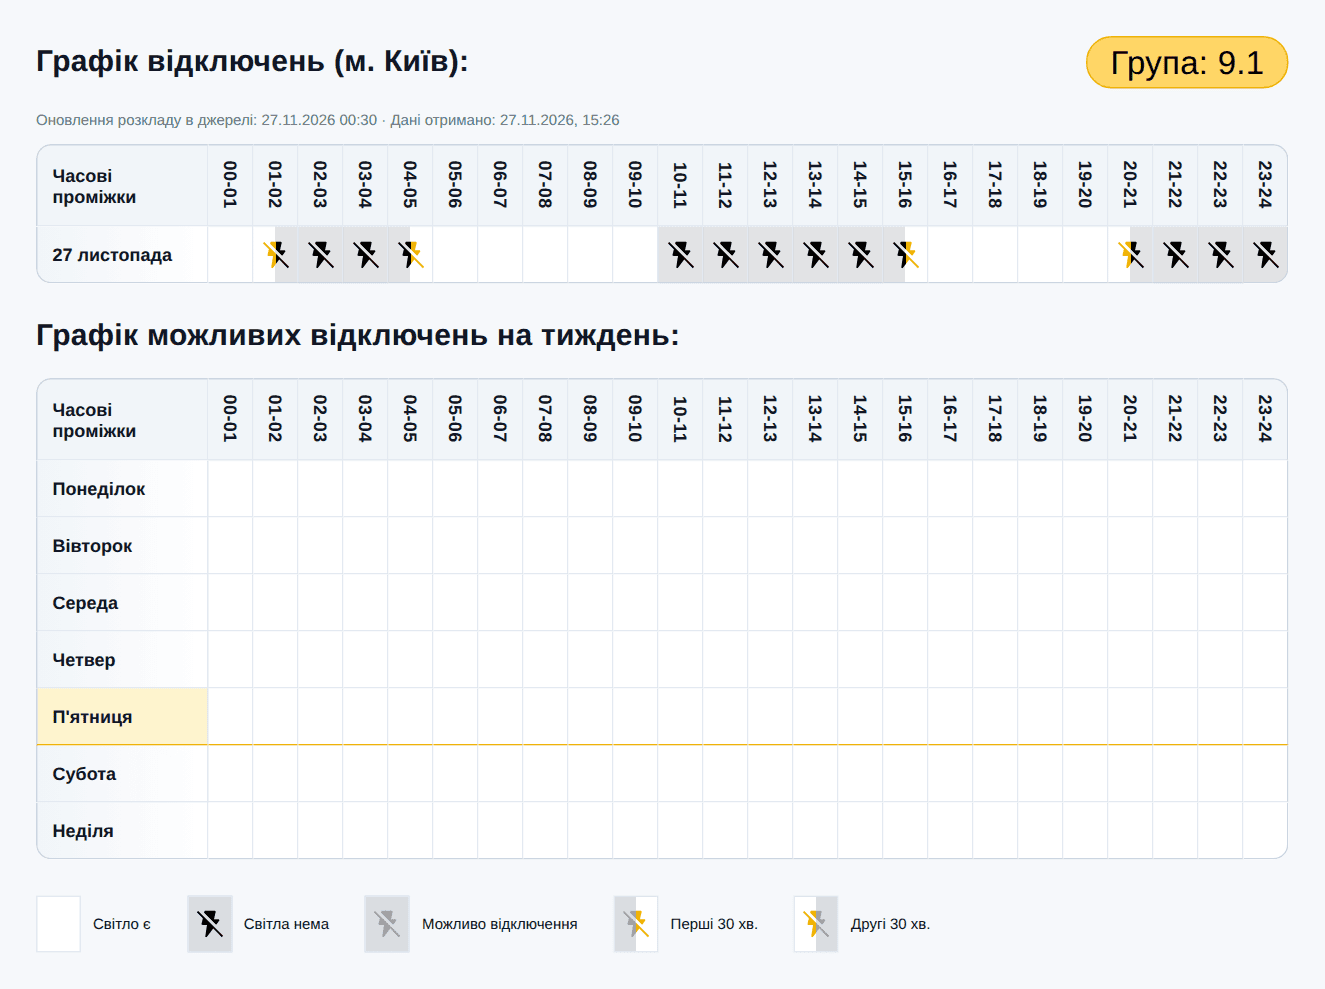 Графік відключень (м. Київ):
Група: 9.1
Оновлення розкладу в джерелі: 27.11.2026 00:30 · Дані отримано: 27.11.2026, 15:26
Часові проміжки 00-01 01-02 02-03 03-04 04-05 05-06 06-07 07-08 08-09 09-10 10-11 11-12 12-13 13-14 14-15 15-16 16-17 17-18 18-19 19-20 20-21 21-22 22-23 23-24
27 листопада
Графік можливих відключень на тиждень:
Часові проміжки 00-01 01-02 02-03 03-04 04-05 05-06 06-07 07-08 08-09 09-10 10-11 11-12 12-13 13-14 14-15 15-16 16-17 17-18 18-19 19-20 20-21 21-22 22-23 23-24
Понеділок
Вівторок
Середа
Четвер
П'ятниця
Субота
Неділя
Світло є Світла нема Можливо відключення Перші 30 хв. Другі 30 хв.